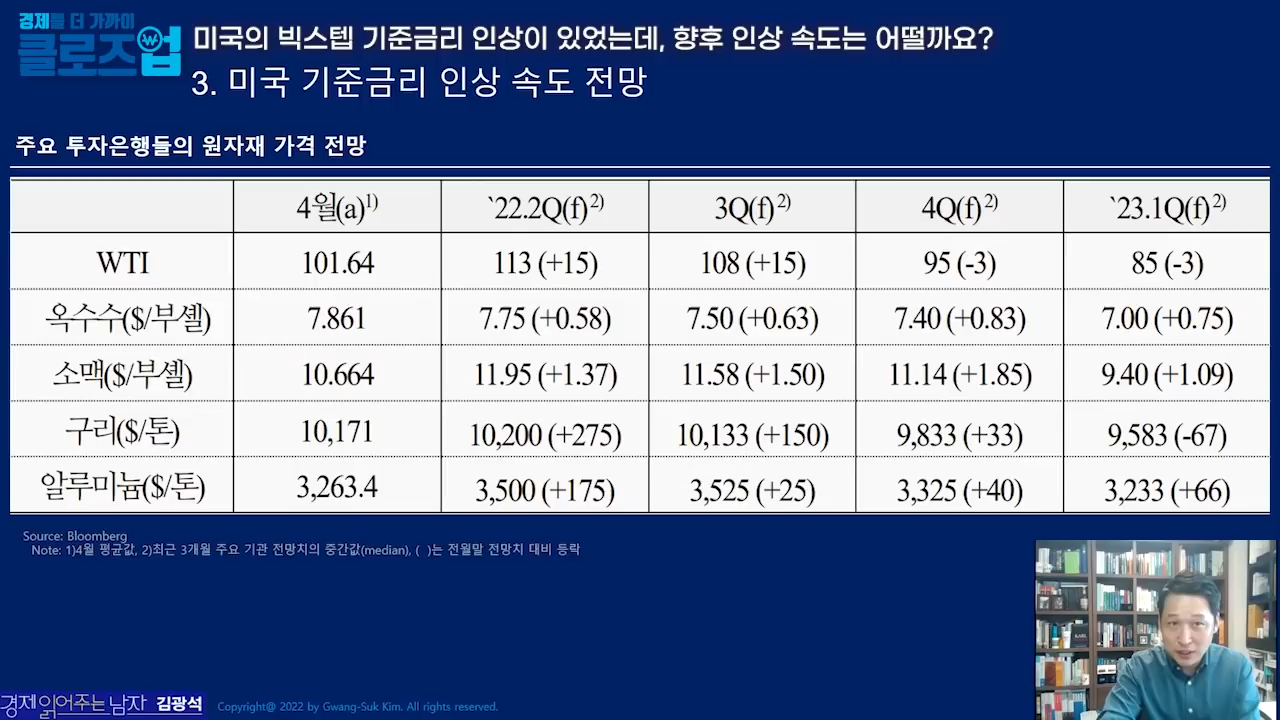 경제를 더 가까이
클로즈업
미국의 빅스텝 기준금리 인상이 있었는데, 향후 인상 속도는 어떨까요?
3. 미국 기준금리 인상 속도 전망
주요 투자은행들의 원자재 가격 전망
4월(a)1) `22.2Q(f)2) 3Q(f)2) 4Q(f)2) `23.1Q(f)2)
WTI 101.64 113 (+15) 108 (+15) 95 (-3) 85 (-3)
옥수수($/부셸) 7.861 7.75 (+0.58) 7.50 (+0.63) 7.40 (+0.83) 7.00 (+0.75)
소맥($/부셸) 10.664 11.95 (+1.37) 11.58 (+1.50) 11.14 (+1.85) 9.40 (+1.09)
구리($/톤) 10,171 10,200 (+275) 10,133 (+150) 9,833 (+33) 9,583 (-67)
알루미늄($/톤) 3,263.4 3,500 (+175) 3,525 (+25) 3,325 (+40) 3,233 (+66)
Source: Bloomberg
Note: 1)4월 평균값, 2)최근 3개월 주요 기관 전망치의 중간값(median), ( )는 전월말 전망치 대비 등락
경제읽어주는남자 김광석
Copyright@ 2022 by Gwang-Suk Kim. All rights reserved.